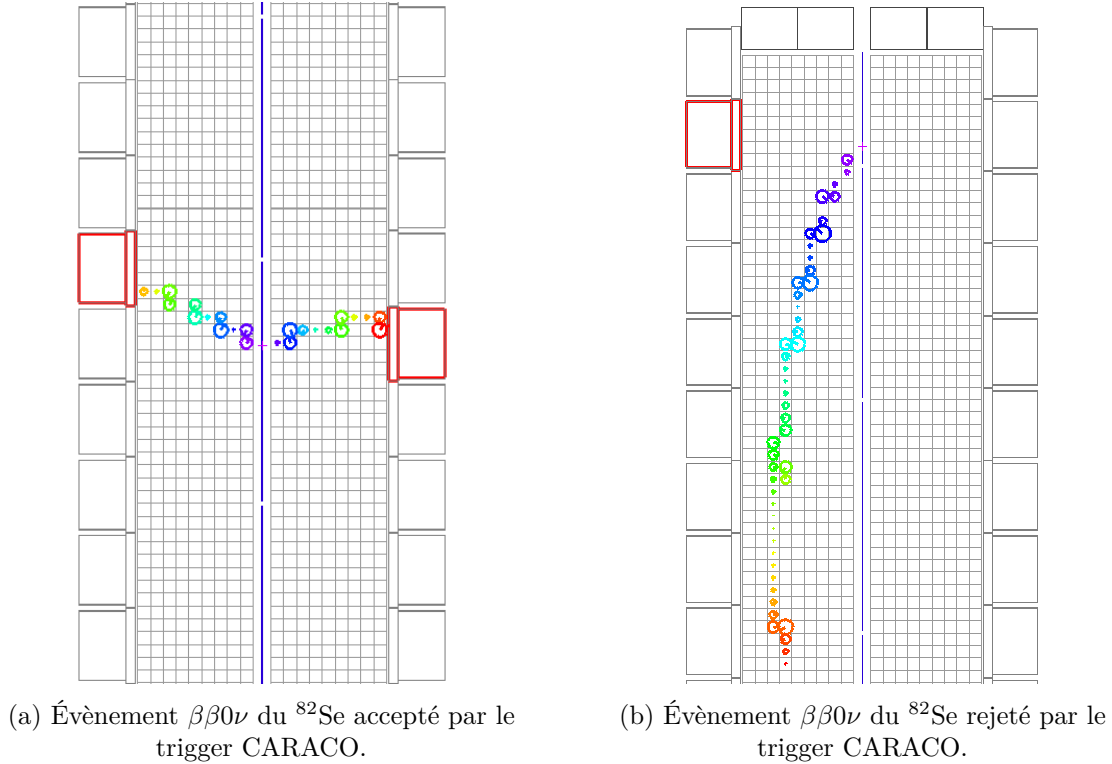 (a) Évènement ββ0ν du ⁸²Se accepté par le
trigger CARACO.
(b) Évènement ββ0ν du ⁸²Se rejeté par le
trigger CARACO.